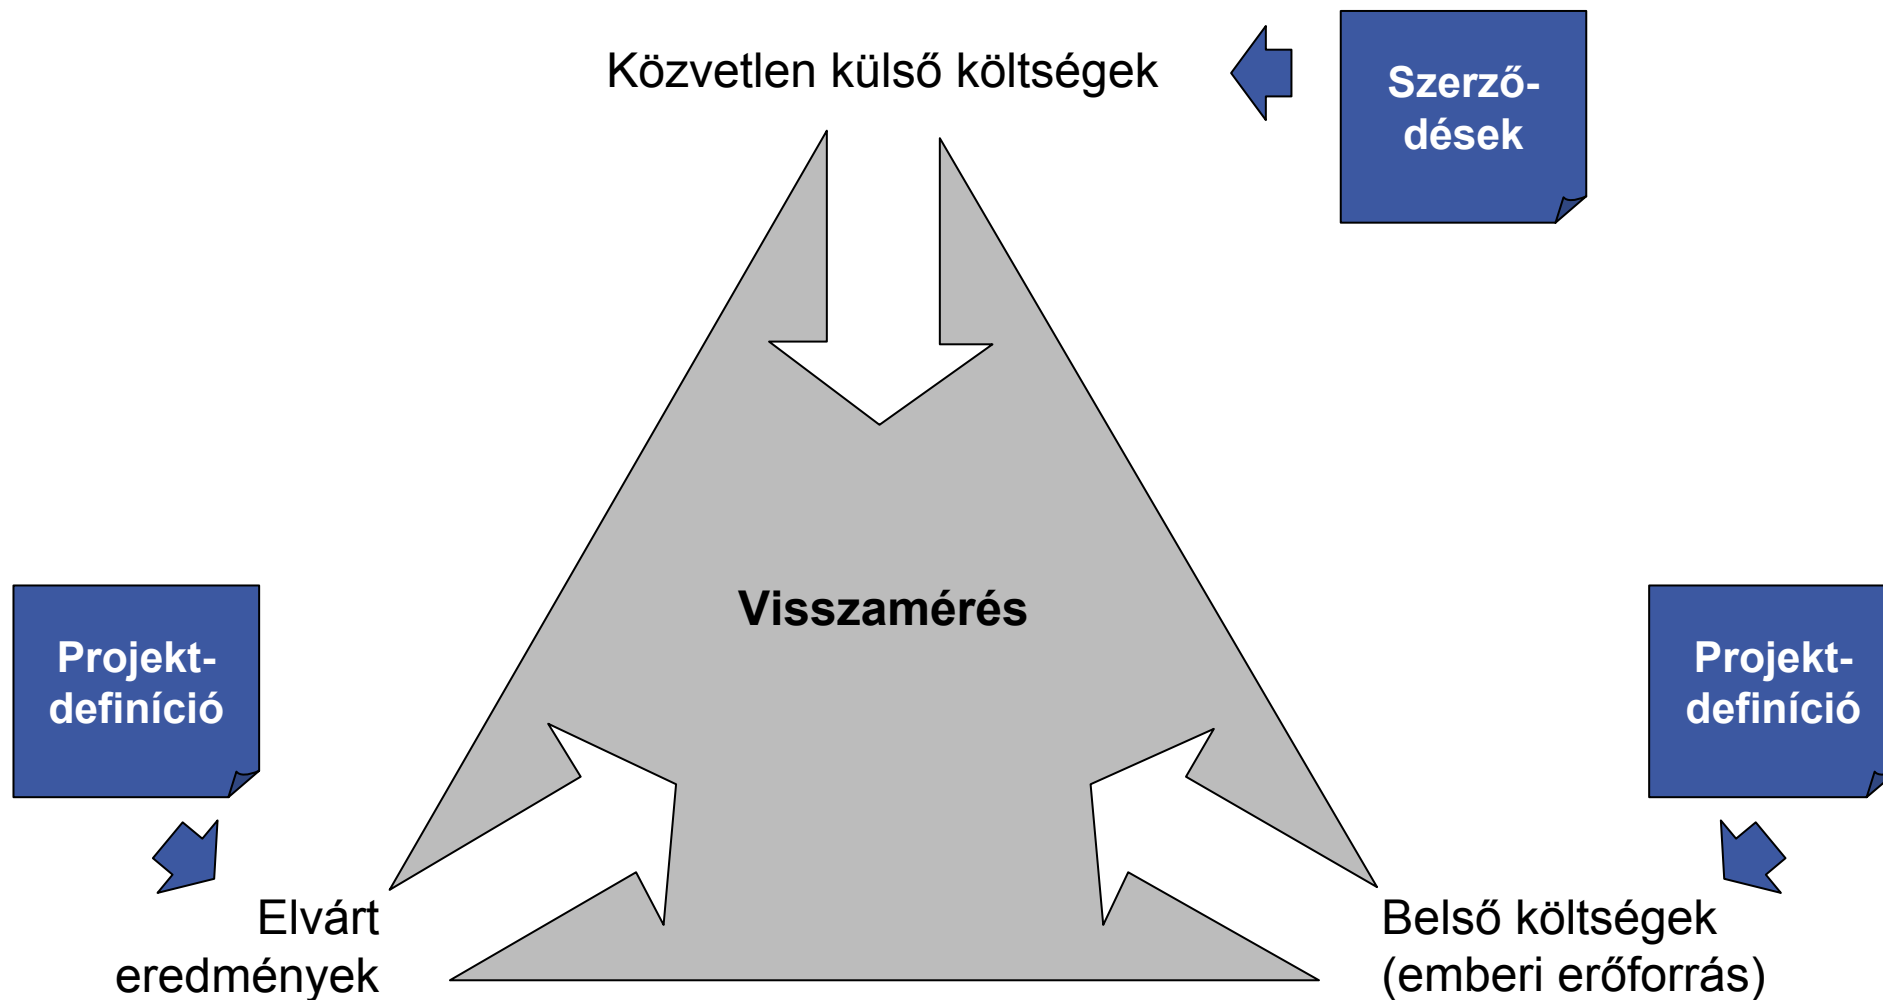 Közvetlen külső költségek
Szerző-
dések
Visszamérés
Projekt-
definíció
Projekt-
definíció
Elvárt
eredmények
Belső költségek
(emberi erőforrás)